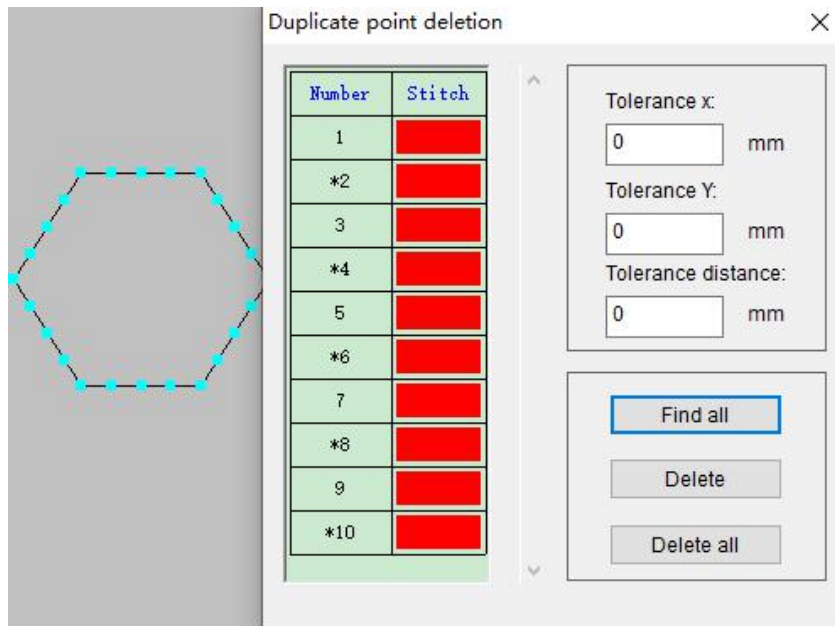 Duplicate point deletion
Number Stitch
1
*2
3
*4
5
*6
7
*8
9
*10
Tolerance x:
0 mm
Tolerance Y:
0 mm
Tolerance distance:
0 mm
Find all
Delete
Delete all